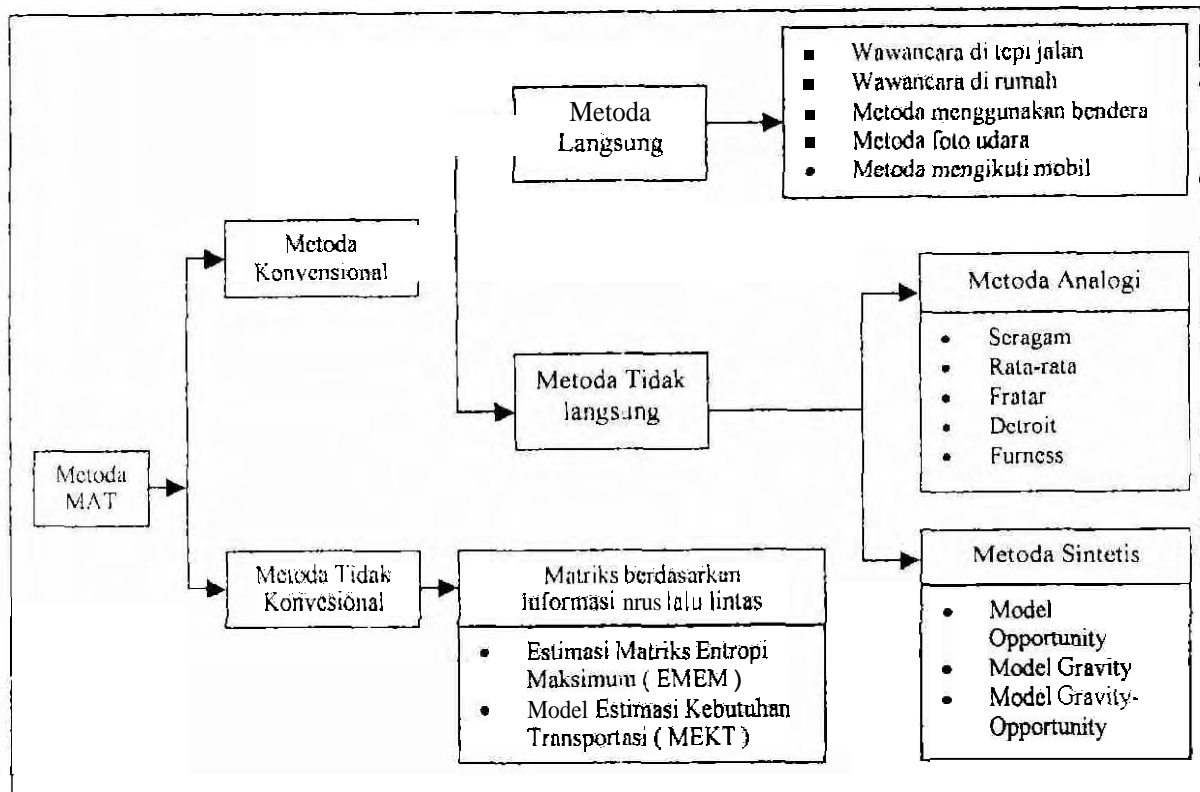 Metoda
MAT
Metoda
Konvensional
Metoda
Langsung
■ Wawancara di tepi jalan
■ Wawancara di rumah
■ Metoda menggunakan bendera
■ Metoda foto udara
• Metoda mengikuti mobil
Metoda Tidak
langsung
Metoda Analogi
• Seragam
• Rata-rata
• Fratar
• Detroit
• Furness
Metoda Sintetis
• Model
Opportunity
• Model Gravity
• Model Gravity-
Opportunity
Metoda Tidak
Konvesional
Matriks berdasarkan
informasi arus lalu lintas
• Estimasi Matriks Entropi
Maksimum ( EMEM )
• Model Estimasi Kebutuhan
Transportasi ( MEKT )